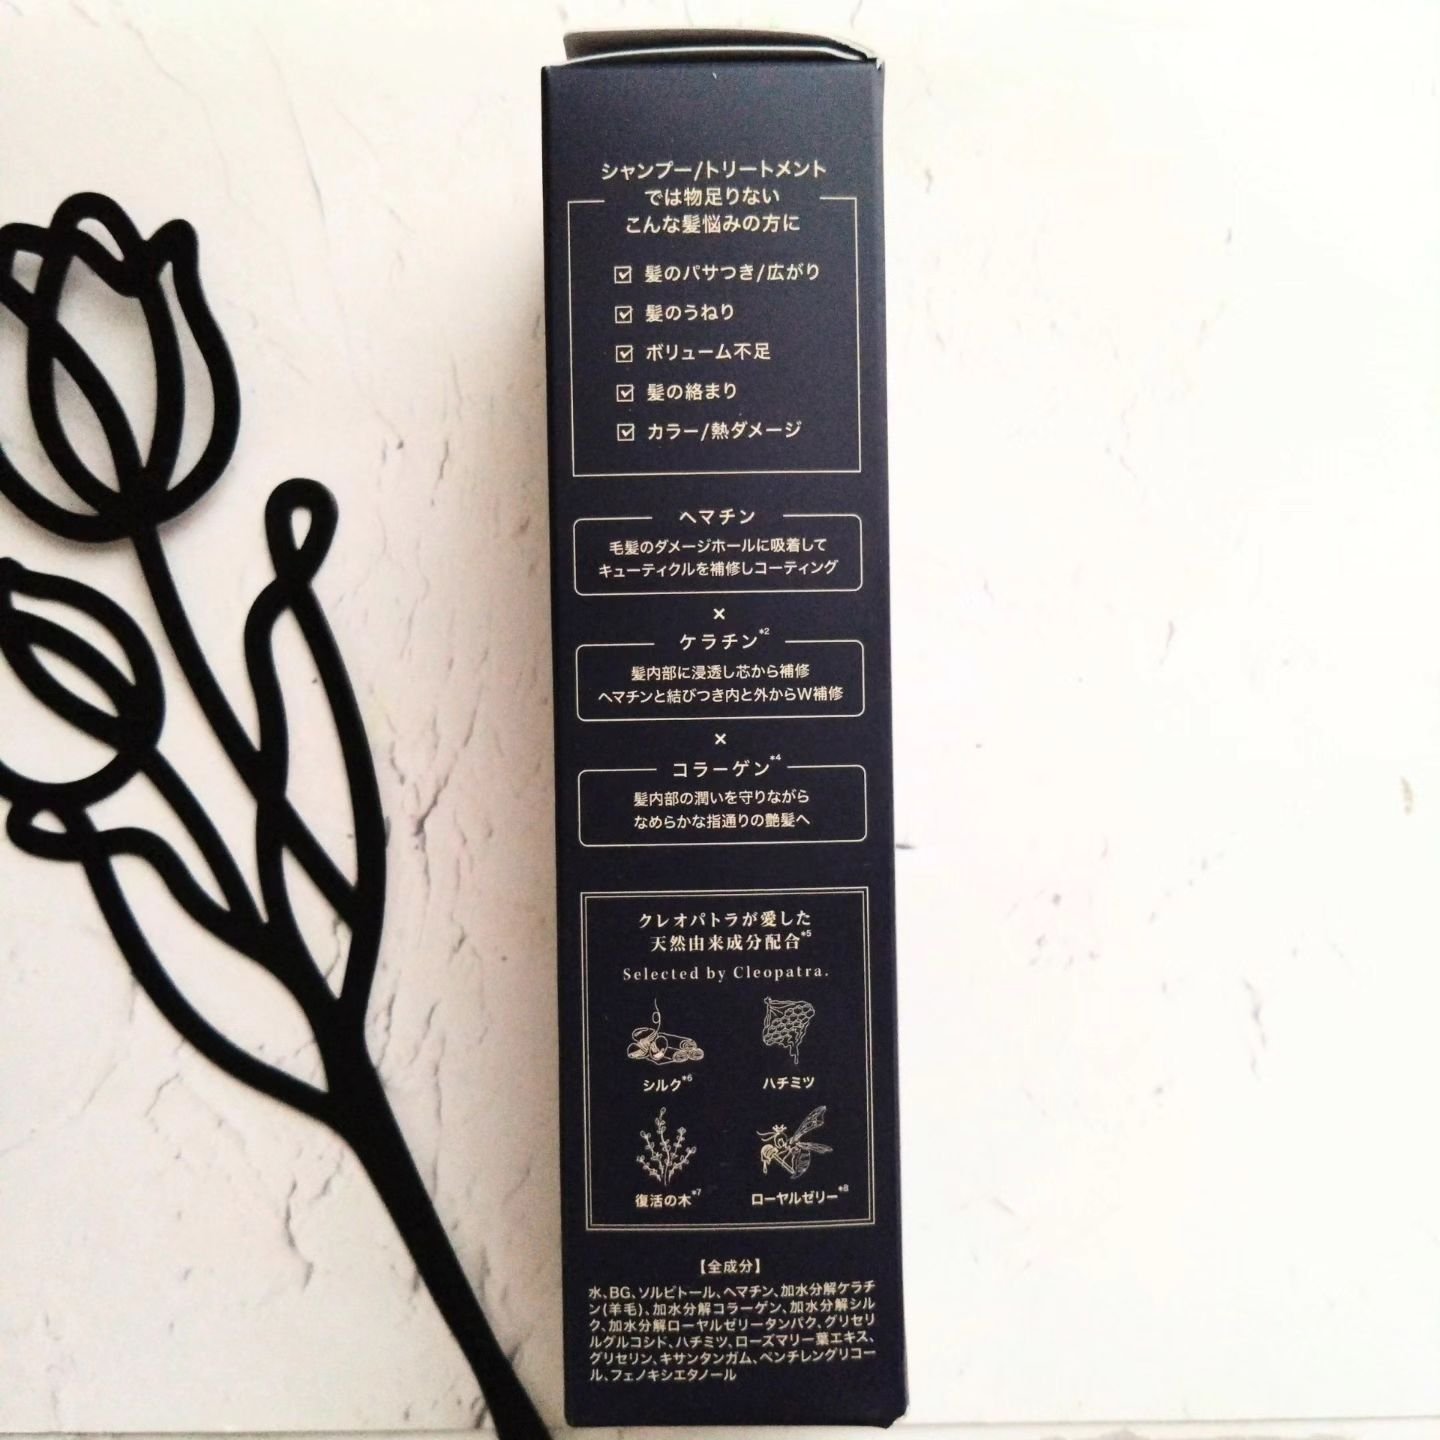 シャンプー/トリートメント
では物足りない
こんな髪悩みの方に
髪のパサつき/広がり
髪のうねり
ボリューム不足
髪の絡まり
カラー/熱ダメージ
ヘマチン
毛髪のダメージホールに吸着して
キューティクルを補修しコーティング
×
ケラチン*2
髪内部に浸透し芯から補修
ヘマチンと結びつき内と外からW補修
×
コラーゲン*4
髪内部の潤いを守りながら
なめらかな指通りの艶髪へ
クレオパトラが愛した
天然由来成分配合*5
Selected by Cleopatra.
シルク*6
ハチミツ
復活の木*7
ローヤルゼリー*8
【全成分】
水、BG、ソルビトール、ヘマチン、加水分解ケラチ
ン(羊毛)、加水分解コラーゲン、加水分解シル
ク、加水分解ローヤルゼリータンパク、グリセリ
ルグルコシド、ハチミツ、ローズマリー葉エキス、
グリセリン、キサンタンガム、ペンチレングリコー
ル、フェノキシエタノール